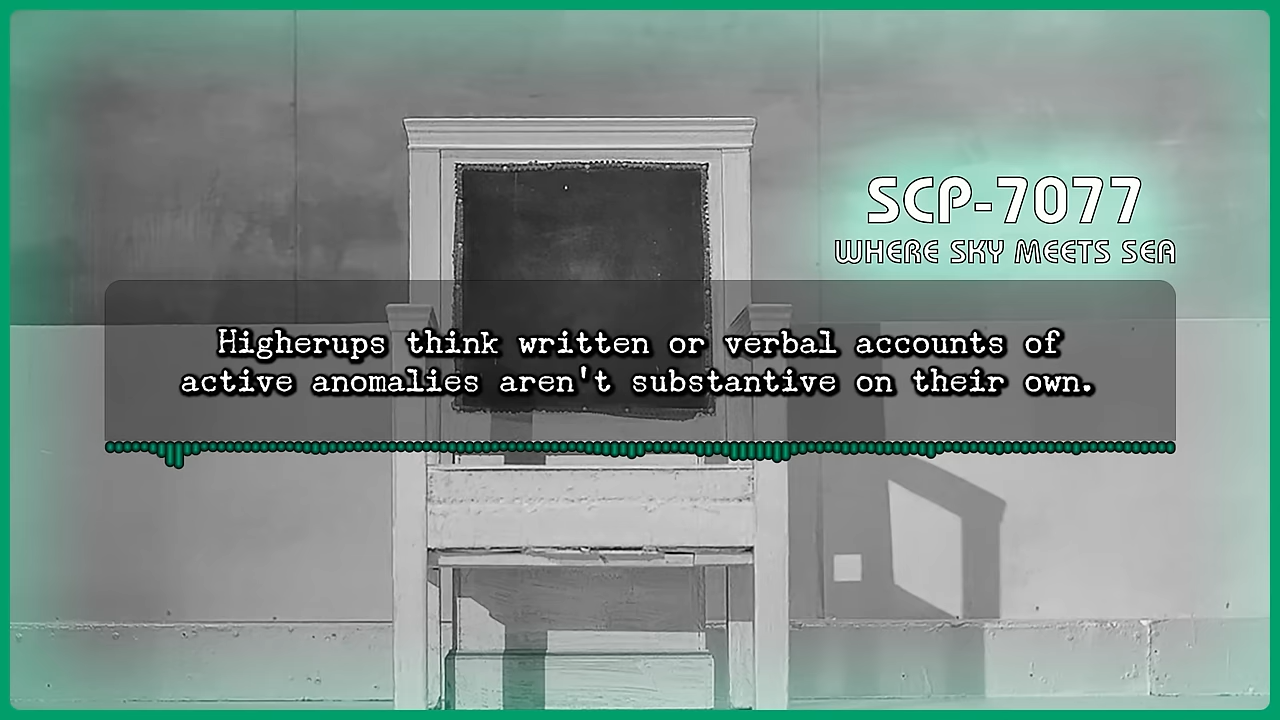 SCP-7077
WHERE SKY MEETS SEA
Higherups think written or verbal accounts of
active anomalies aren't substantive on their own.